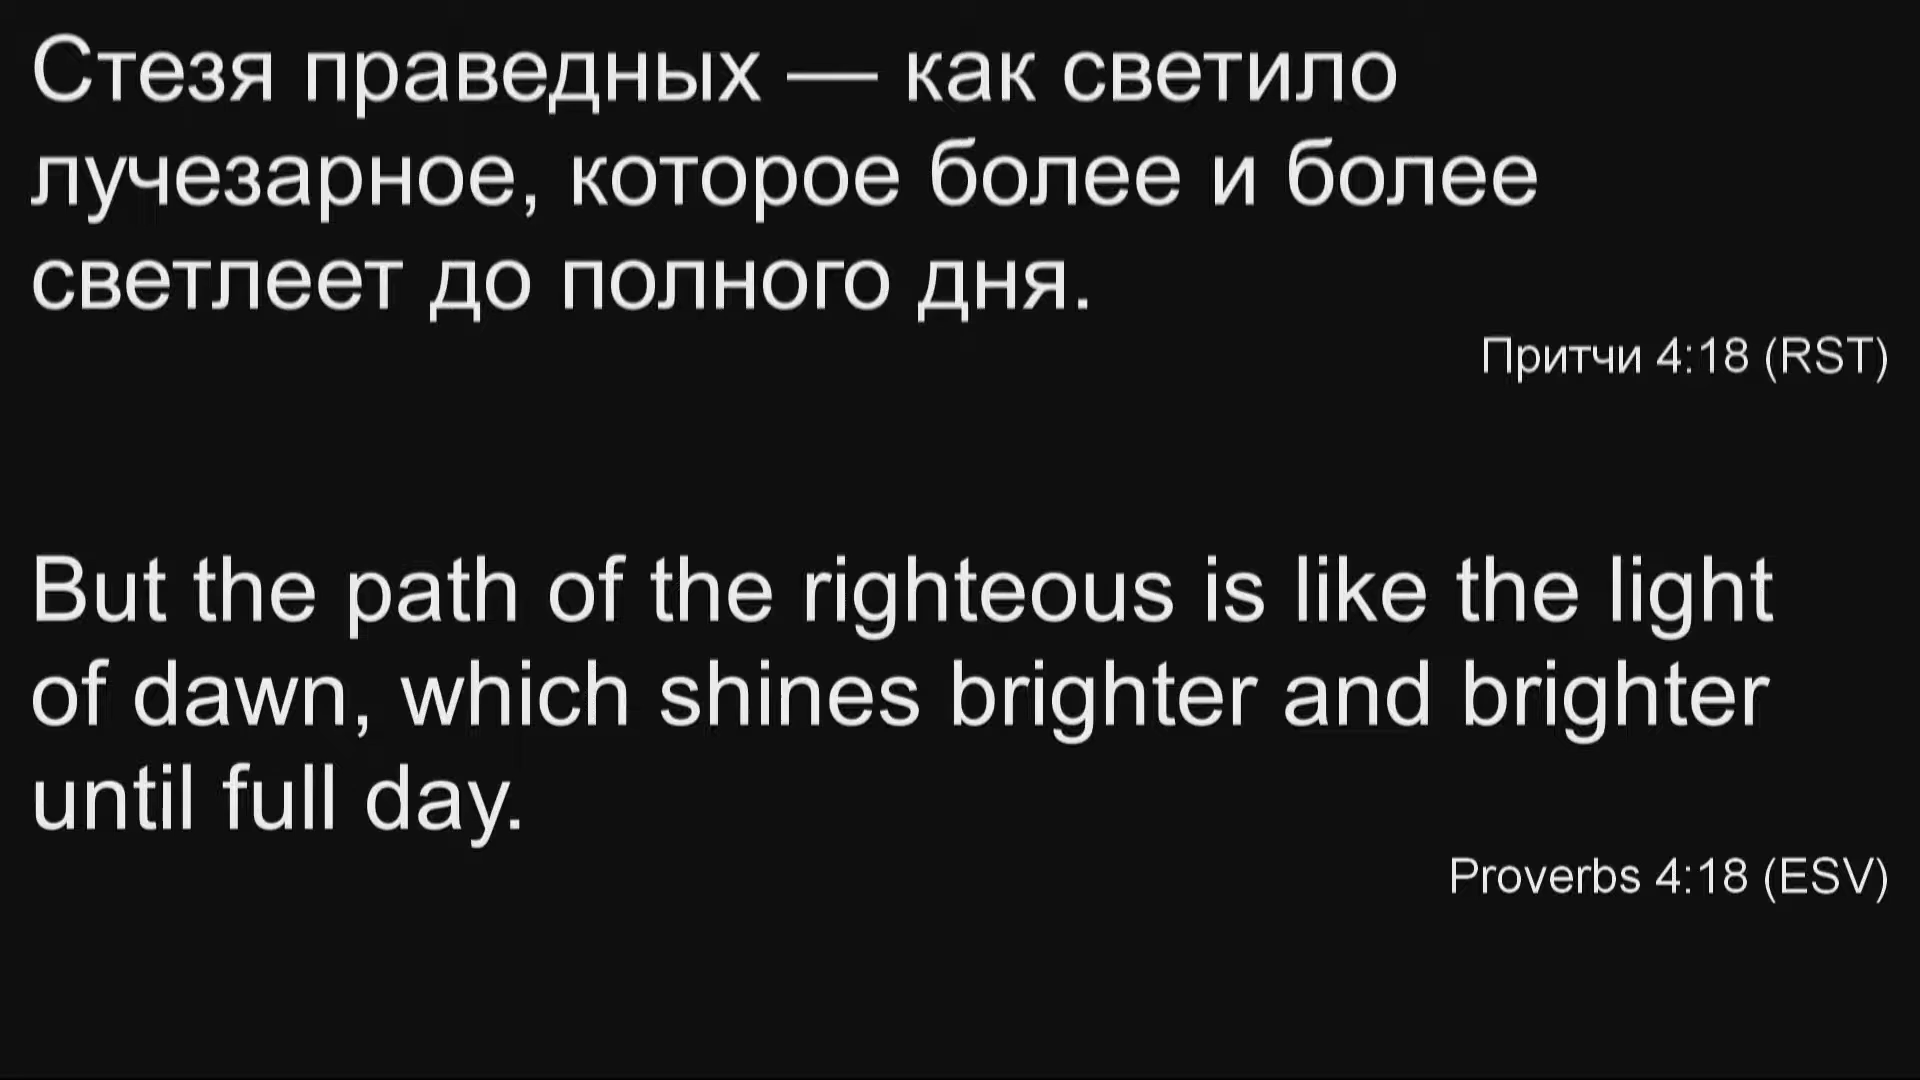 Стезя праведных — как светило
лучезарное, которое более и более
светлеет до полного дня.
Притчи 4:18 (RST)
But the path of the righteous is like the light
of dawn, which shines brighter and brighter
until full day.
Proverbs 4:18 (ESV)